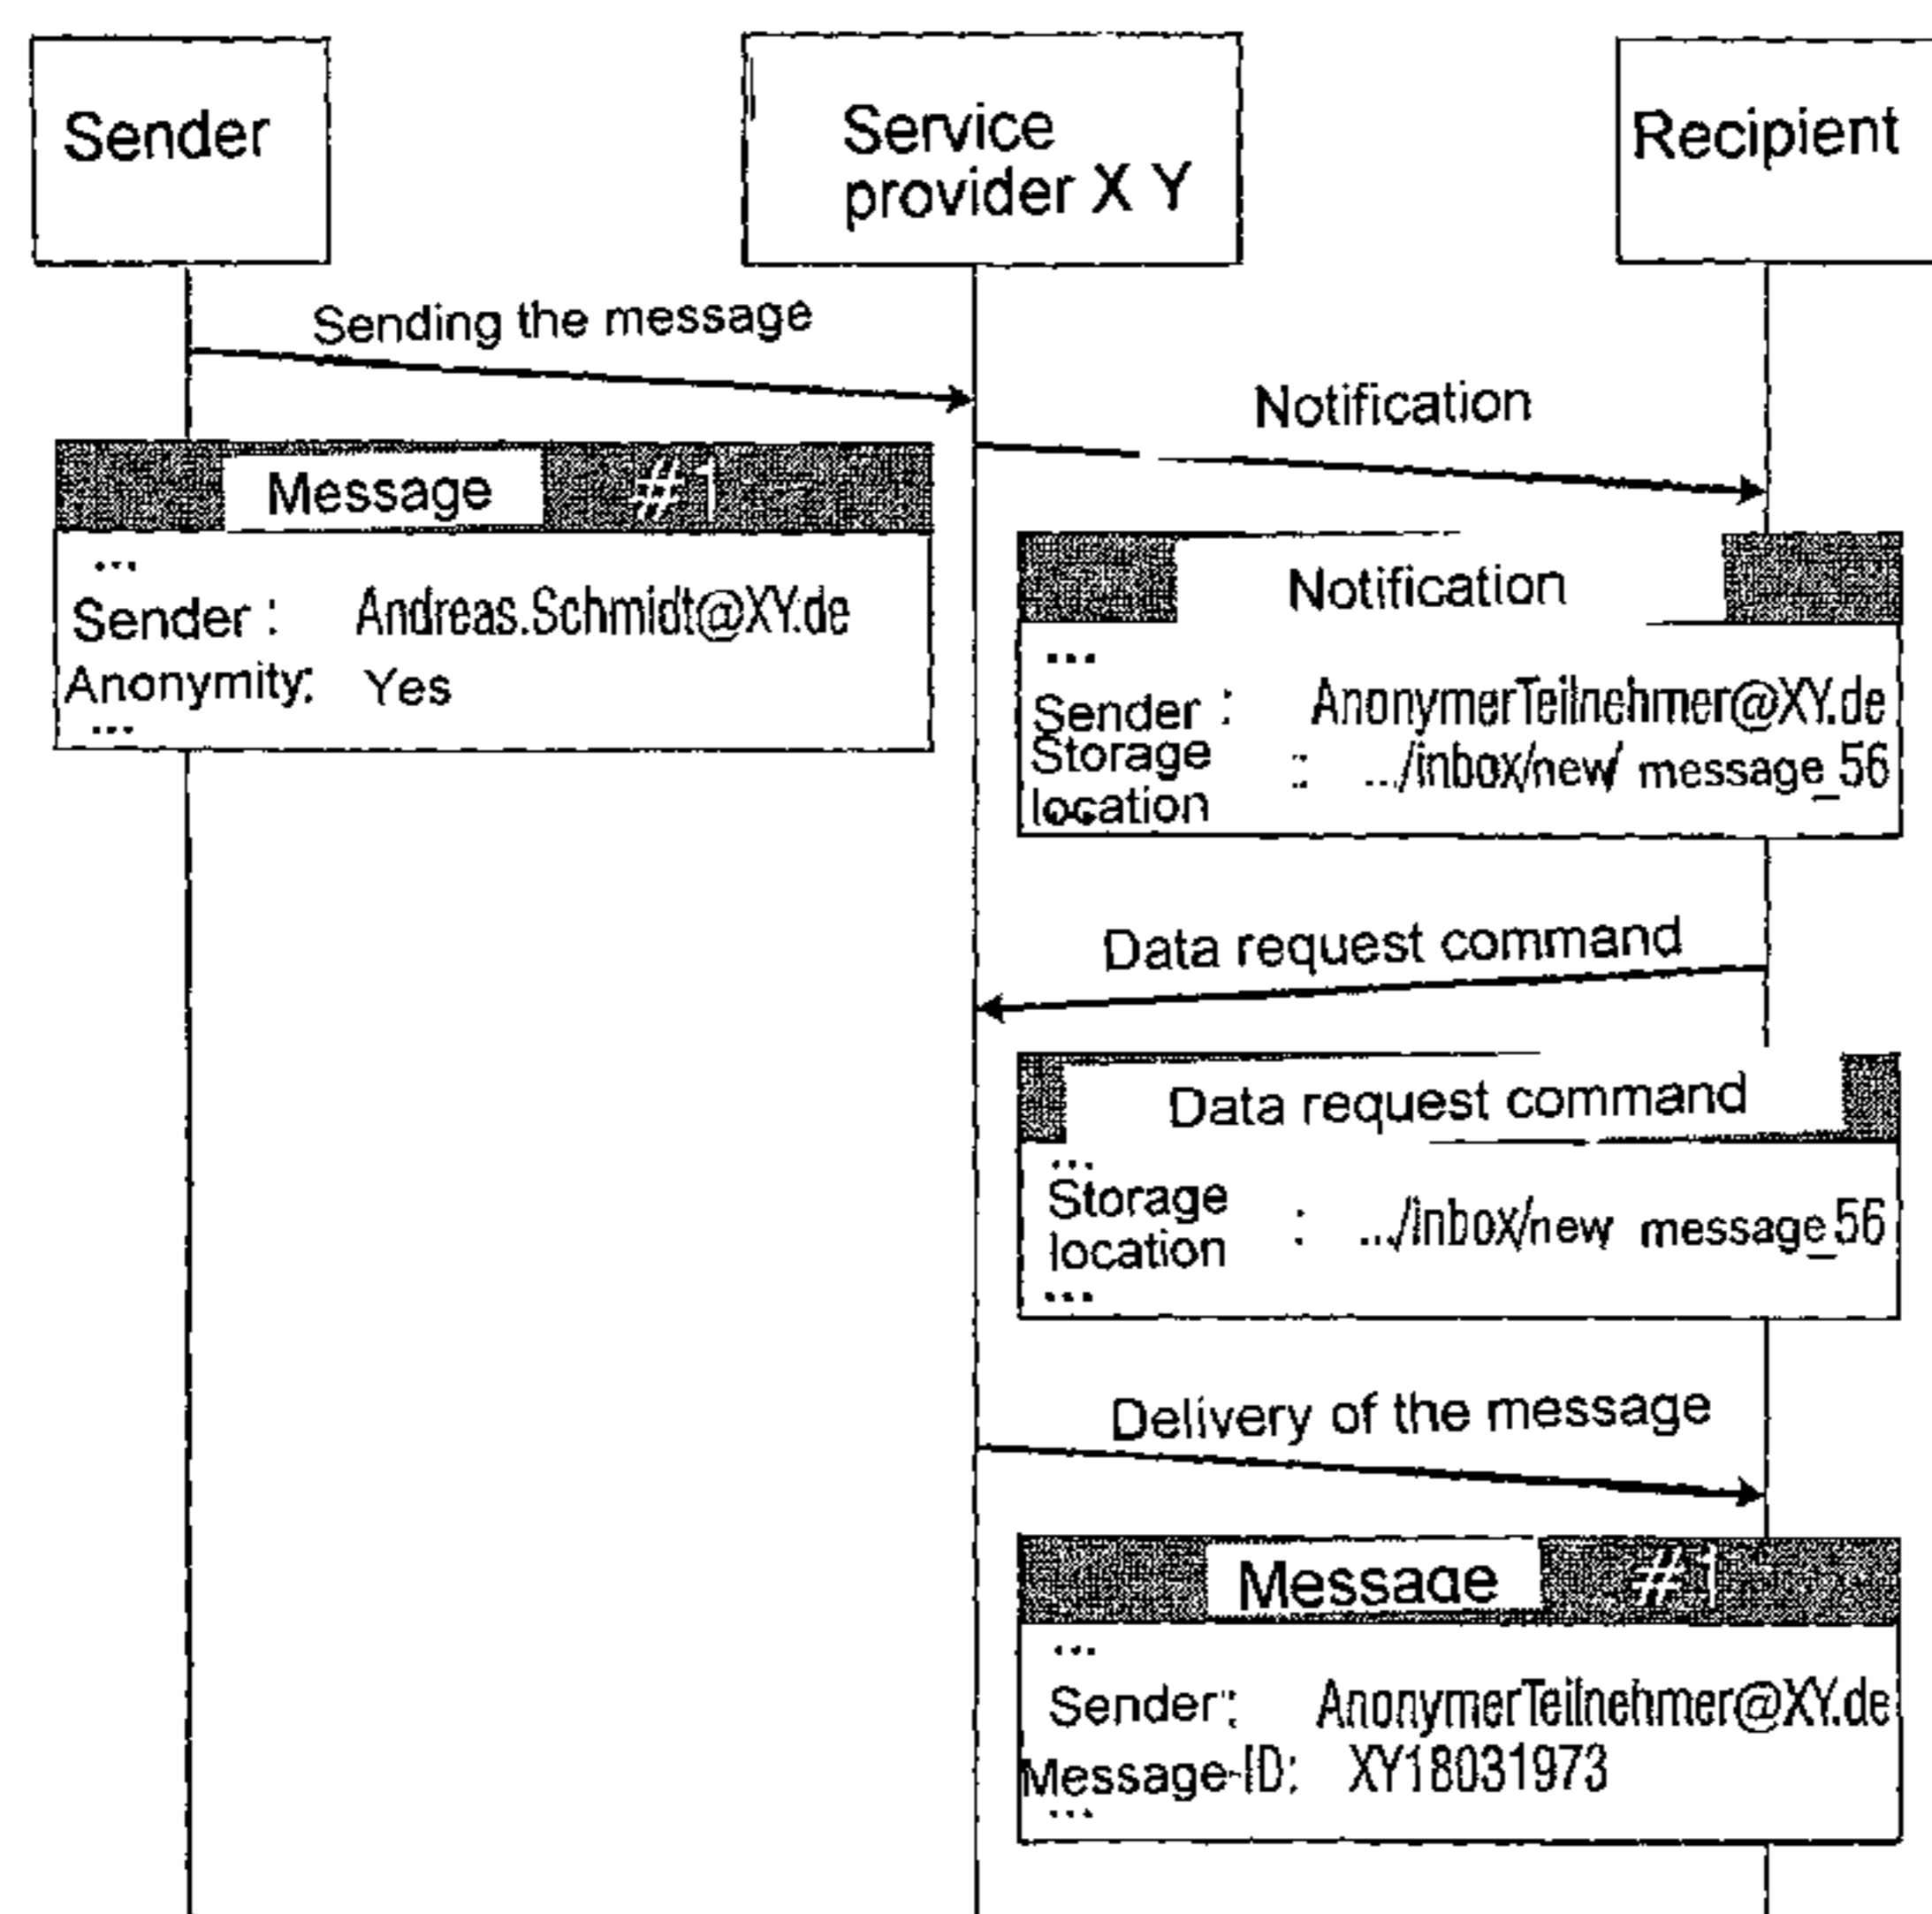 Sender
Service
provider X Y
Recipient
Sending the message
Notification
Message #1
...
Sender : Andreas.Schmidt@XY.de
Anonymity: Yes
...
Notification
...
Sender : AnonymerTeilnehmer@XY.de
Storage
location : .../inbox/new/ message_56
...
Data request command
Data request command
...
Storage
location : .../inbox/new message_56
...
Delivery of the message
Message #1
...
Sender: AnonymerTeilnehmer@XY.de
Message-ID: XY18031973
...